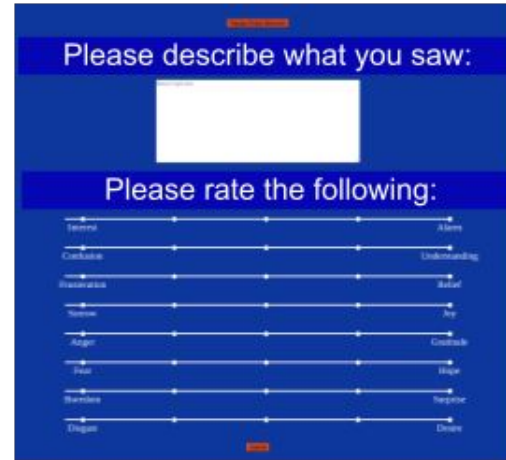 Please describe what you saw:
Please rate the following:
Interest Alarm
Confusion Understanding
Frustration Relief
Sorrow Joy
Anger Gratitude
Fear Hope
Boredom Surprise
Disgust Desire